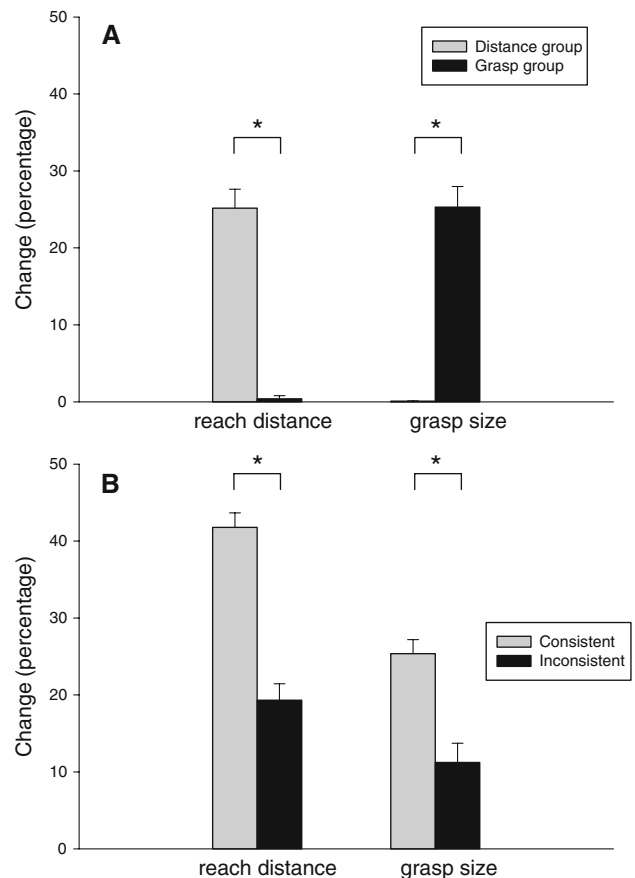 A
50
40
30
20
10
0
Change (percentage)
Distance group
Grasp group
*
*
reach distance
grasp size
B
50
40
30
20
10
0
Change (percentage)
Consistent
Inconsistent
*
*
reach distance
grasp size